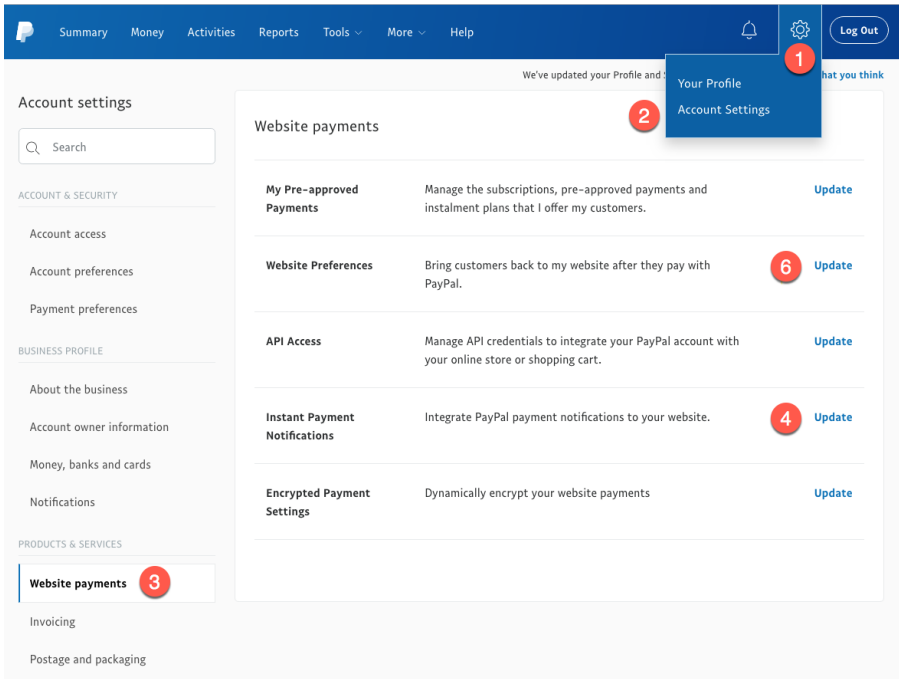 Summary Money Activities Reports Tools More Help Log Out
1
We've updated your Profile and hat you think
Your Profile
Account Settings
2
Account settings
Search
ACCOUNT & SECURITY
Account access
Account preferences
Payment preferences
BUSINESS PROFILE
About the business
Account owner information
Money, banks and cards
Notifications
PRODUCTS & SERVICES
Website payments 3
Invoicing
Postage and packaging
Website payments
My Pre-approved
Payments
Manage the subscriptions, pre-approved payments and
instalment plans that I offer my customers.
Update
Website Preferences
Bring customers back to my website after they pay with
PayPal.
6 Update
API Access
Manage API credentials to integrate your PayPal account with
your online store or shopping cart.
Update
Instant Payment
Notifications
Integrate PayPal payment notifications to your website.
4 Update
Encrypted Payment
Settings
Dynamically encrypt your website payments
Update